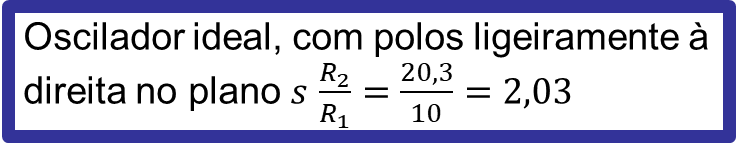 Oscilador ideal, com polos ligeiramente à
direita no plano s R₂/R₁ = 20,3/10 = 2,03